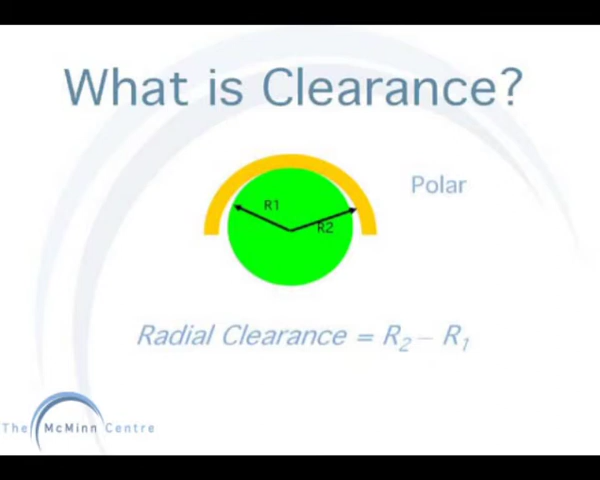 What is Clearance?
Polar
R1
R2
Radial Clearance = R₂ – R₁
The McMinn Centre